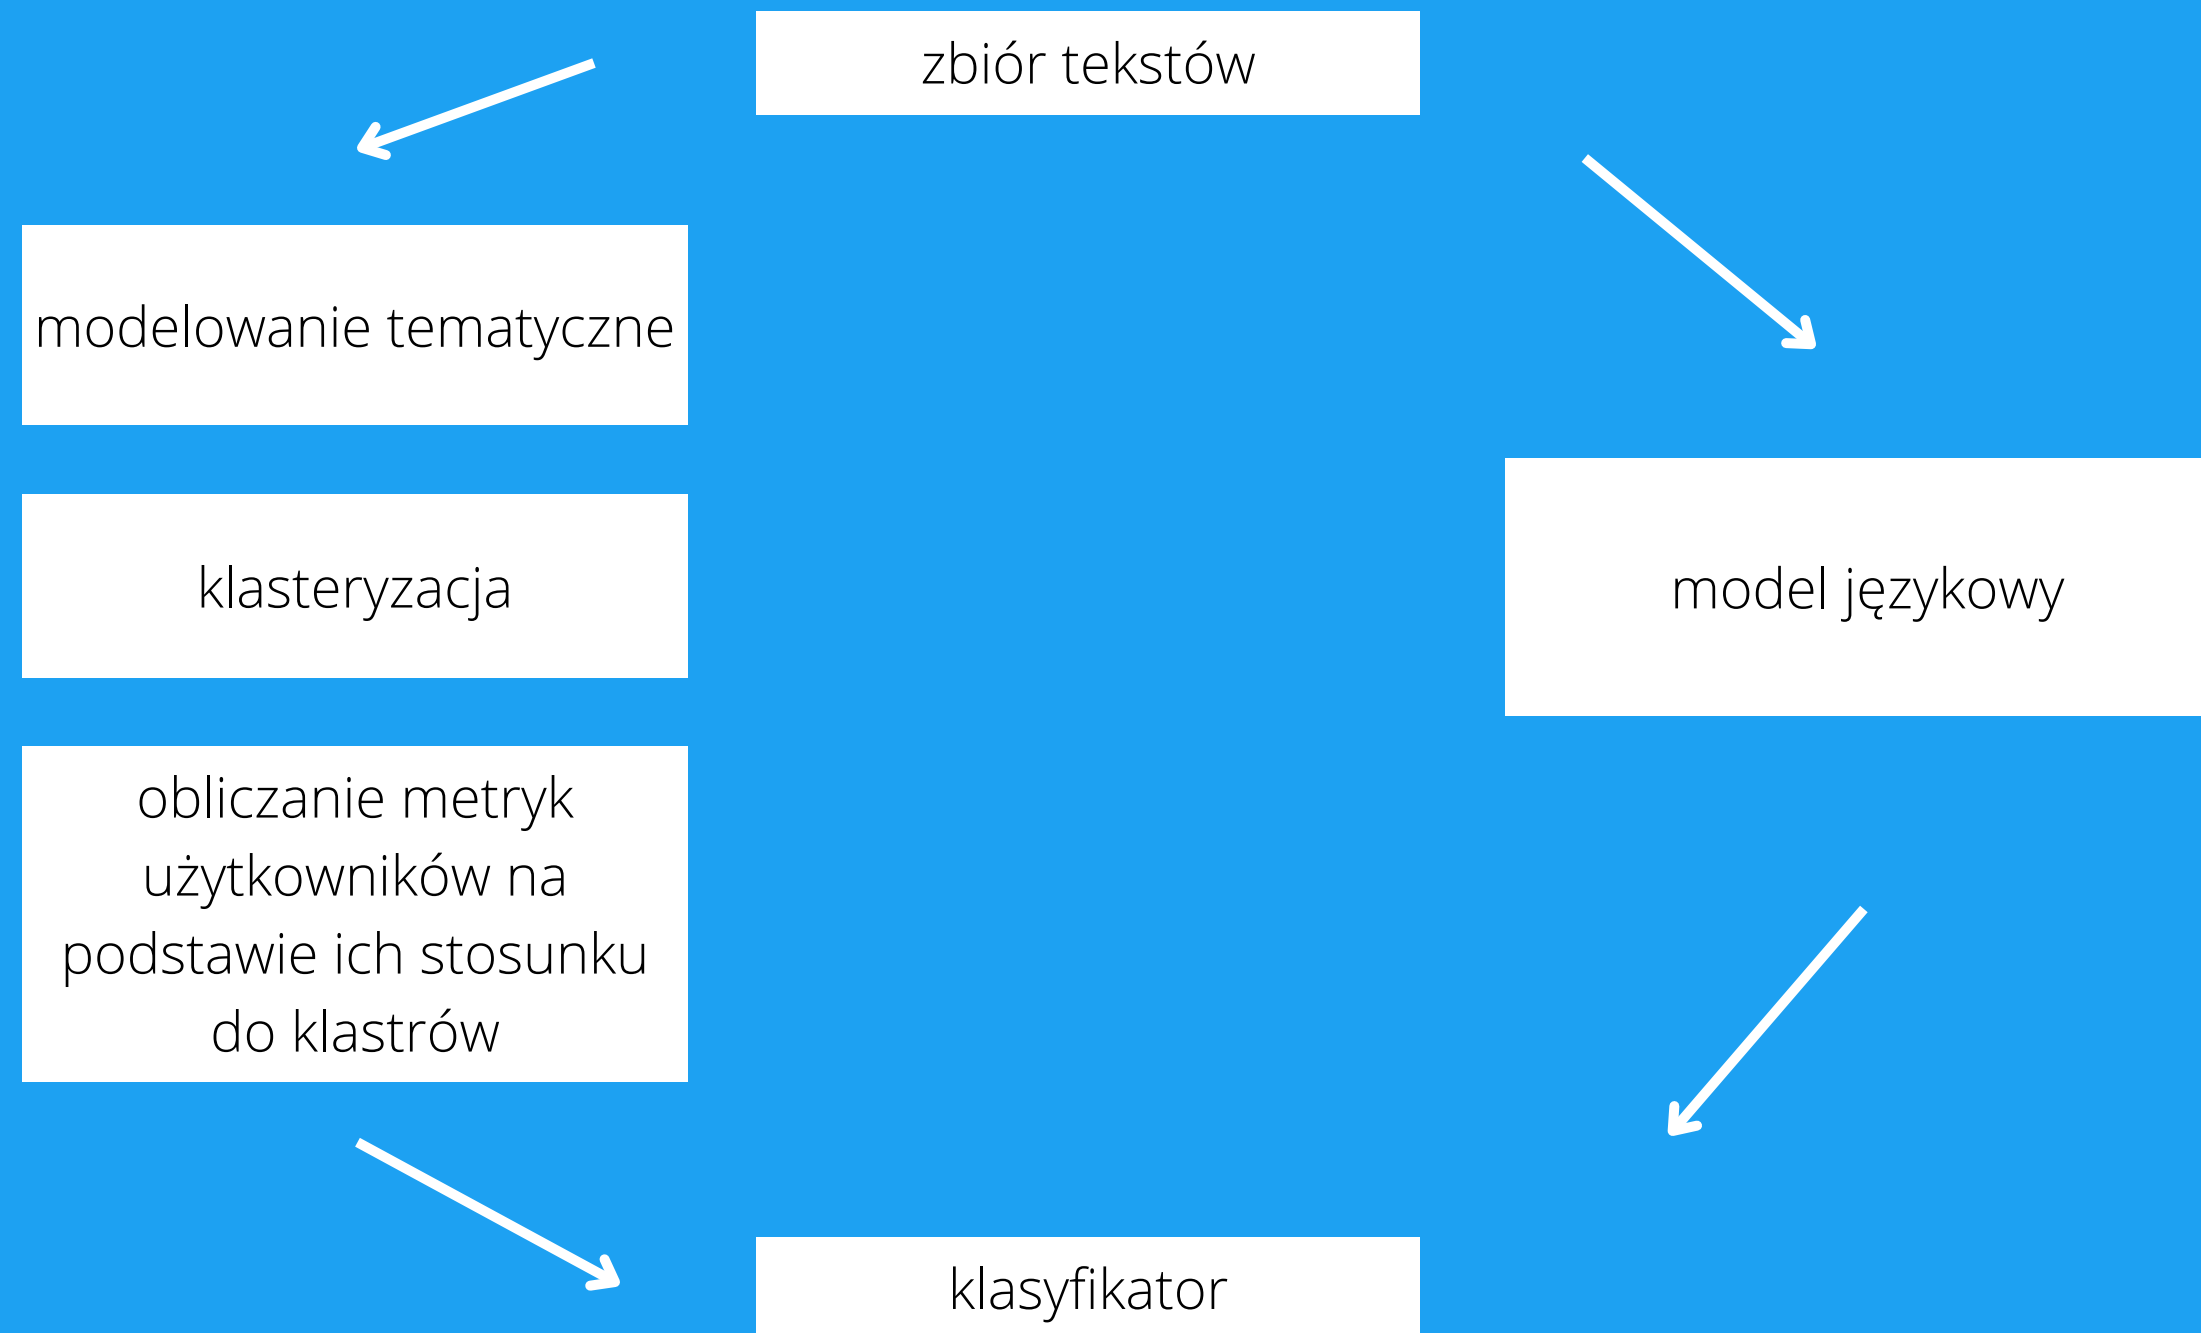 zbiór tekstów
modelowanie tematyczne
klasteryzacja
obliczanie metryk
użytkowników na
podstawie ich stosunku
do klastrów
model językowy
klasyfikator